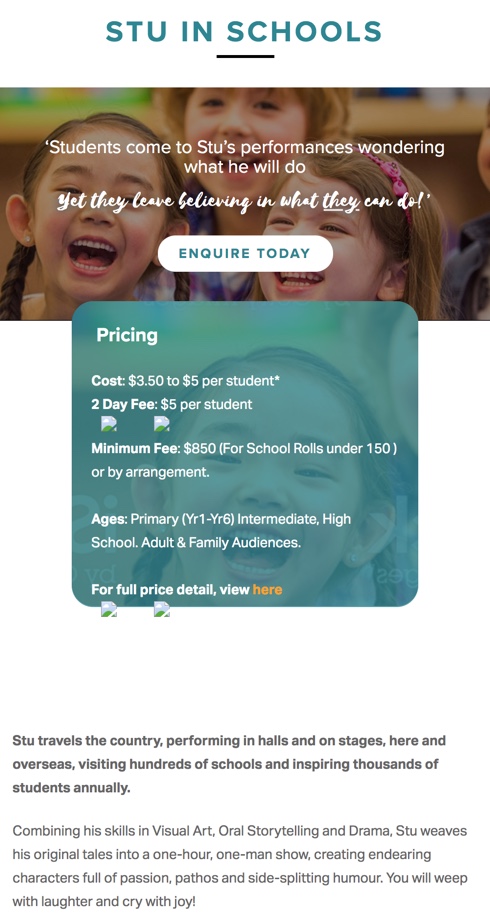 STU IN SCHOOLS
‘Students come to Stu’s performances wondering
what he will do
Yet they leave believing in what they can do!’
ENQUIRE TODAY
Pricing
Cost: $3.50 to $5 per student*
2 Day Fee: $5 per student
Minimum Fee: $850 (For School Rolls under 150 )
or by arrangement.
Ages: Primary (Yr1-Yr6) Intermediate, High
School. Adult & Family Audiences.
For full price detail, view here
Stu travels the country, performing in halls and on stages, here and
overseas, visiting hundreds of schools and inspiring thousands of
students annually.
Combining his skills in Visual Art, Oral Storytelling and Drama, Stu weaves
his original tales into a one-hour, one-man show, creating endearing
characters full of passion, pathos and side-splitting humour. You will weep
with laughter and cry with joy!